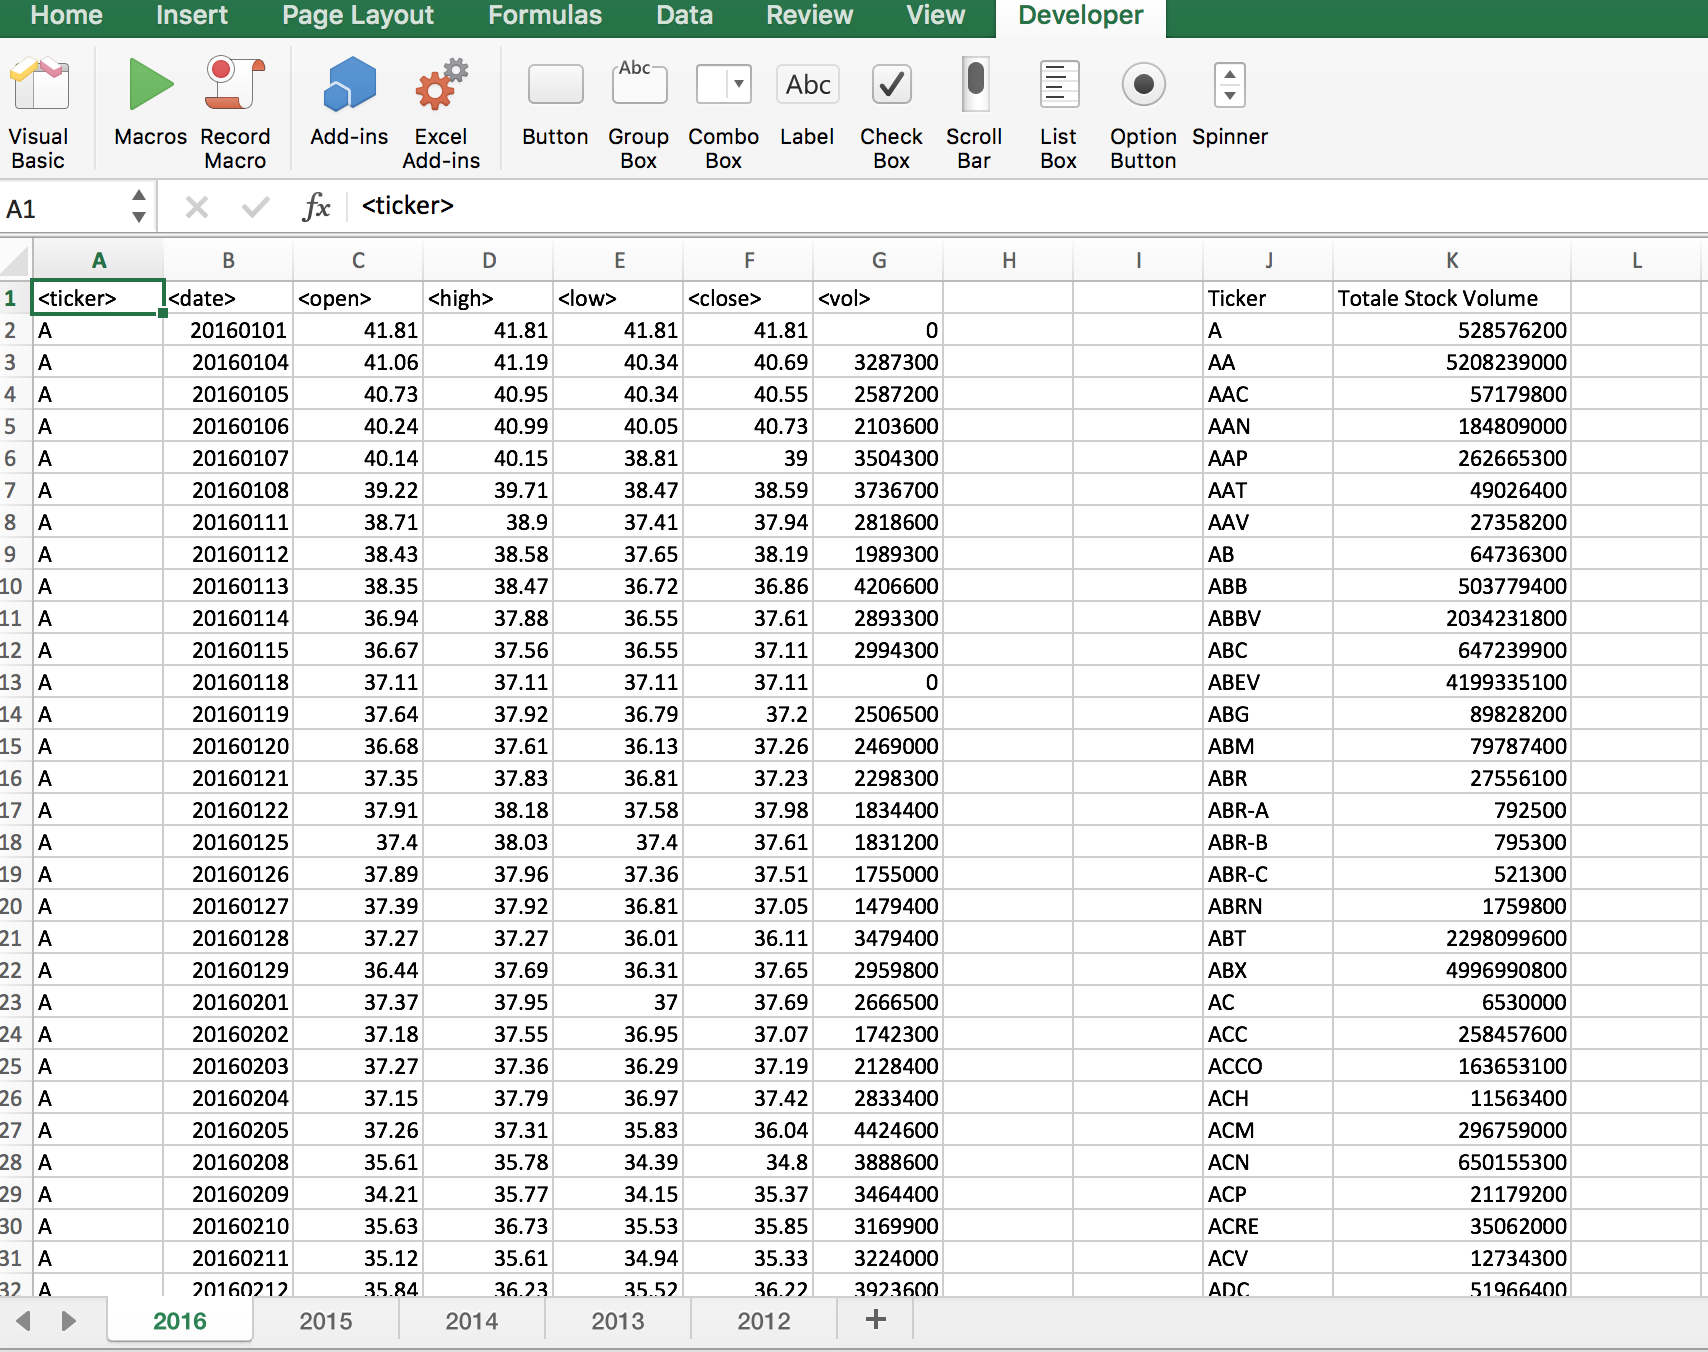 Home Insert Page Layout Formulas Data Review View Developer
Abc Abc
Visual Basic Macros Record Macro Add-ins Excel Add-ins Button Group Box Combo Box Label Check Box Scroll Bar List Box Option Button Spinner
A1 fx <ticker>
A B C D E F G H I J K L
1 <ticker> <date> <open> <high> <low> <close> <vol> Ticker Totale Stock Volume
2 A 20160101 41.81 41.81 41.81 41.81 0 A 528576200
3 A 20160104 41.06 41.19 40.34 40.69 3287300 AA 5208239000
4 A 20160105 40.73 40.95 40.34 40.55 2587200 AAC 57179800
5 A 20160106 40.24 40.99 40.05 40.73 2103600 AAN 184809000
6 A 20160107 40.14 40.15 38.81 39 3504300 AAP 262665300
7 A 20160108 39.22 39.71 38.47 38.59 3736700 AAT 49026400
8 A 20160111 38.71 38.9 37.41 37.94 2818600 AAV 27358200
9 A 20160112 38.43 38.58 37.65 38.19 1989300 AB 64736300
10 A 20160113 38.35 38.47 36.72 36.86 4206600 ABB 503779400
11 A 20160114 36.94 37.88 36.55 37.61 2893300 ABBV 2034231800
12 A 20160115 36.67 37.56 36.55 37.11 2994300 ABC 647239900
13 A 20160118 37.11 37.11 37.11 37.11 0 ABEV 4199335100
14 A 20160119 37.64 37.92 36.79 37.2 2506500 ABG 89828200
15 A 20160120 36.68 37.61 36.13 37.26 2469000 ABM 79787400
16 A 20160121 37.35 37.83 36.81 37.23 2298300 ABR 27556100
17 A 20160122 37.91 38.18 37.58 37.98 1834400 ABR-A 792500
18 A 20160125 37.4 38.03 37.4 37.61 1831200 ABR-B 795300
19 A 20160126 37.89 37.96 37.36 37.51 1755000 ABR-C 521300
20 A 20160127 37.39 37.92 36.81 37.05 1479400 ABRN 1759800
21 A 20160128 37.27 37.27 36.01 36.11 3479400 ABT 2298099600
22 A 20160129 36.44 37.69 36.31 37.65 2959800 ABX 4996990800
23 A 20160201 37.37 37.95 37 37.69 2666500 AC 6530000
24 A 20160202 37.18 37.55 36.95 37.07 1742300 ACC 258457600
25 A 20160203 37.27 37.36 36.29 37.19 2128400 ACCO 163653100
26 A 20160204 37.15 37.79 36.97 37.42 2833400 ACH 11563400
27 A 20160205 37.26 37.31 35.83 36.04 4424600 ACM 296759000
28 A 20160208 35.61 35.78 34.39 34.8 3888600 ACN 650155300
29 A 20160209 34.21 35.77 34.15 35.37 3464400 ACP 21179200
30 A 20160210 35.63 36.73 35.53 35.85 3169900 ACRE 35062000
31 A 20160211 35.12 35.61 34.94 35.33 3224000 ACV 12734300
32 A 20160212 35.84 36.23 35.52 36.22 3923600 ADC 51966400
2016 2015 2014 2013 2012 +